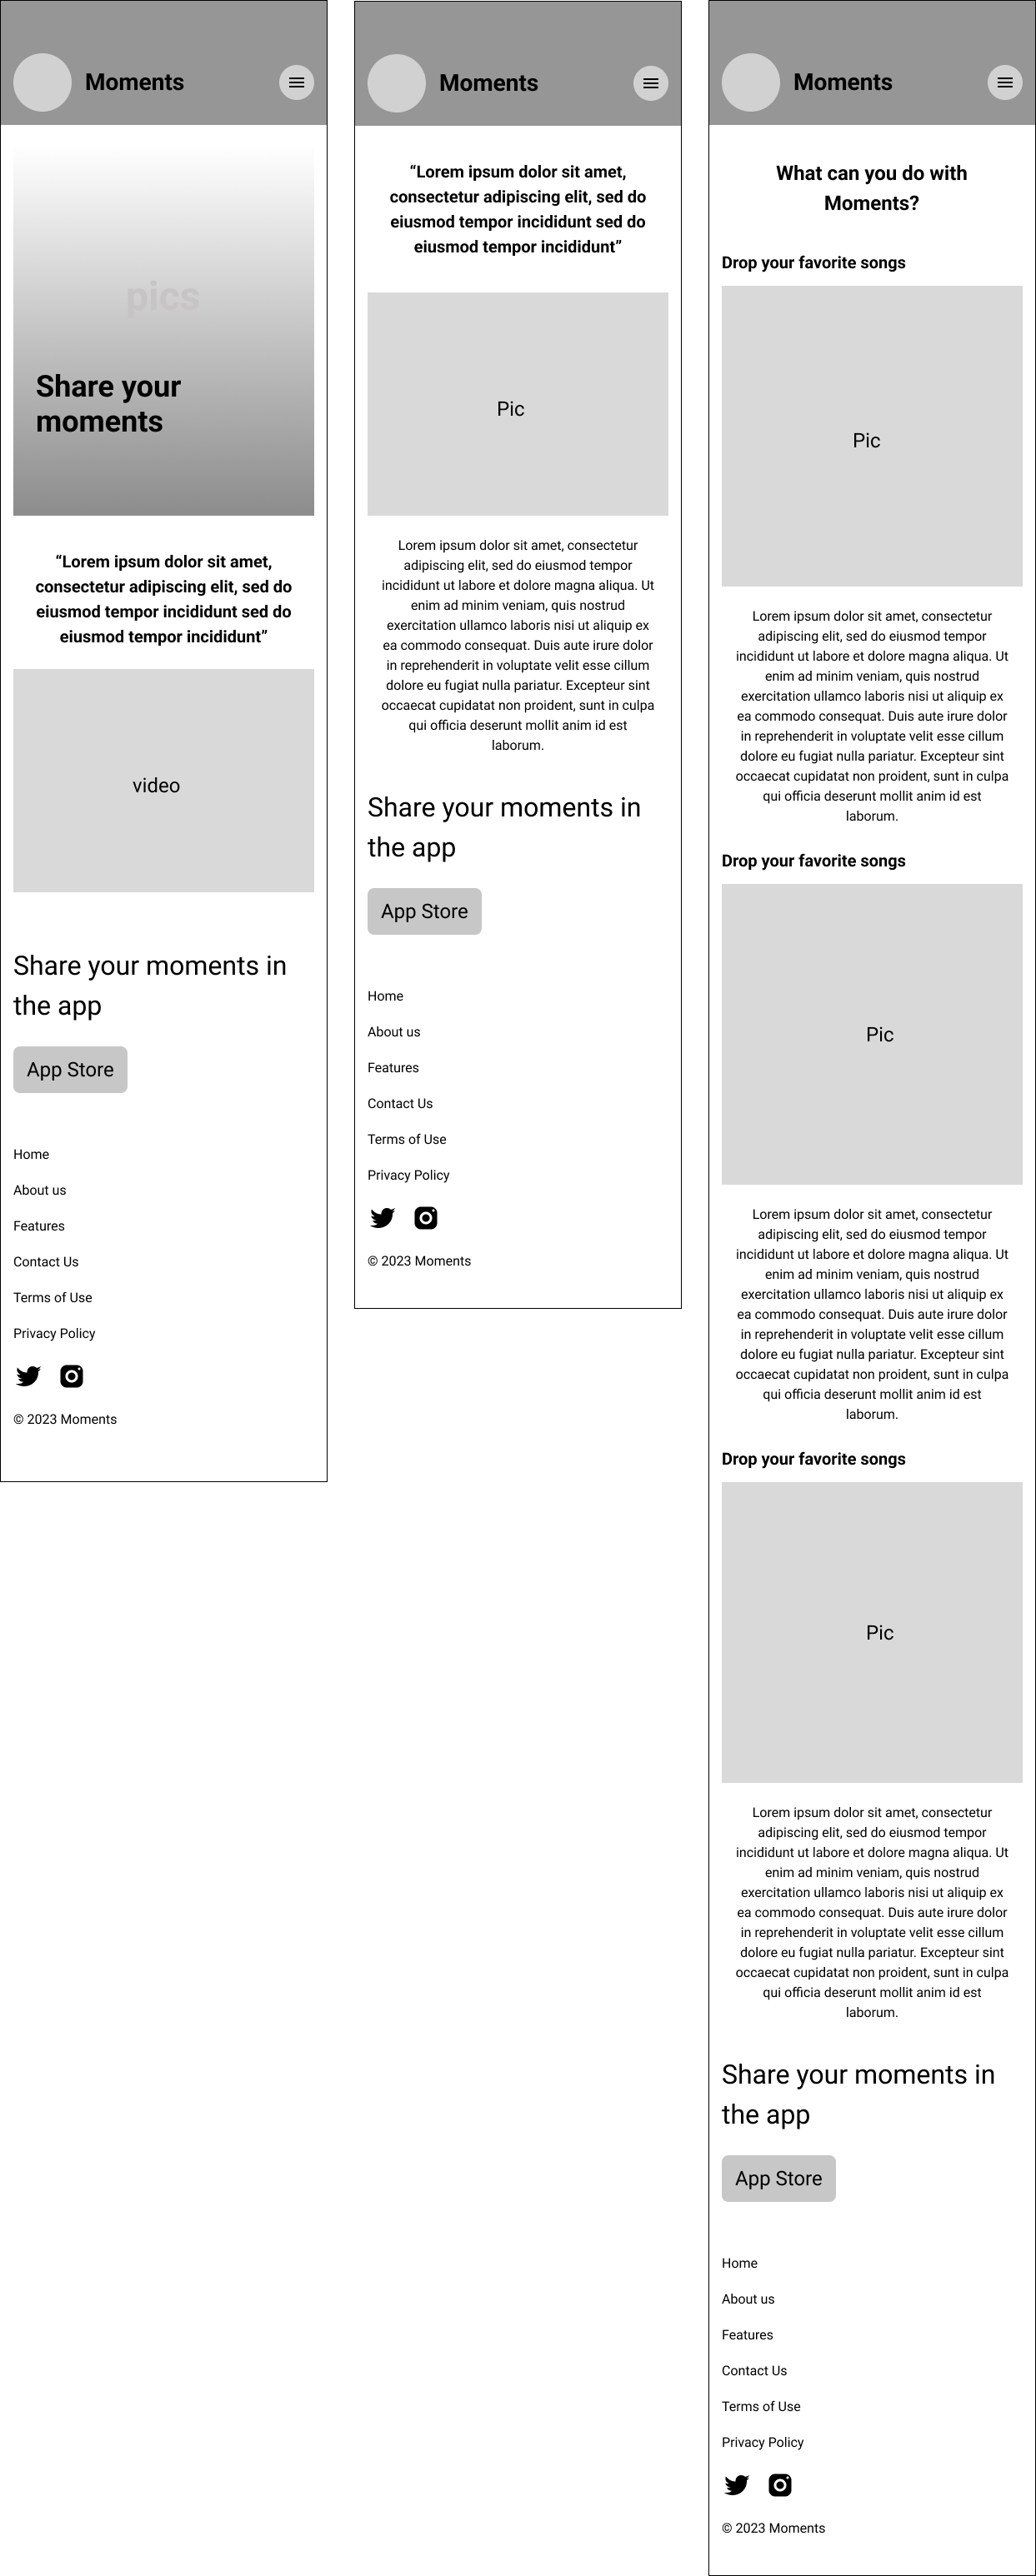 Moments
pics
Share your
moments
“Lorem ipsum dolor sit amet,
consectetur adipiscing elit, sed do
eiusmod tempor incididunt sed do
eiusmod tempor incididunt”
video
Share your moments in
the app
App Store
Home
About us
Features
Contact Us
Terms of Use
Privacy Policy
© 2023 Moments
Moments
“Lorem ipsum dolor sit amet,
consectetur adipiscing elit, sed do
eiusmod tempor incididunt sed do
eiusmod tempor incididunt”
Pic
Lorem ipsum dolor sit amet, consectetur
adipiscing elit, sed do eiusmod tempor
incididunt ut labore et dolore magna aliqua. Ut
enim ad minim veniam, quis nostrud
exercitation ullamco laboris nisi ut aliquip ex
ea commodo consequat. Duis aute irure dolor
in reprehenderit in voluptate velit esse cillum
dolore eu fugiat nulla pariatur. Excepteur sint
occaecat cupidatat non proident, sunt in culpa
qui officia deserunt mollit anim id est
laborum.
Share your moments in
the app
App Store
Home
About us
Features
Contact Us
Terms of Use
Privacy Policy
© 2023 Moments
Moments
What can you do with
Moments?
Drop your favorite songs
Pic
Lorem ipsum dolor sit amet, consectetur
adipiscing elit, sed do eiusmod tempor
incididunt ut labore et dolore magna aliqua. Ut
enim ad minim veniam, quis nostrud
exercitation ullamco laboris nisi ut aliquip ex
ea commodo consequat. Duis aute irure dolor
in reprehenderit in voluptate velit esse cillum
dolore eu fugiat nulla pariatur. Excepteur sint
occaecat cupidatat non proident, sunt in culpa
qui officia deserunt mollit anim id est
laborum.
Drop your favorite songs
Pic
Lorem ipsum dolor sit amet, consectetur
adipiscing elit, sed do eiusmod tempor
incididunt ut labore et dolore magna aliqua. Ut
enim ad minim veniam, quis nostrud
exercitation ullamco laboris nisi ut aliquip ex
ea commodo consequat. Duis aute irure dolor
in reprehenderit in voluptate velit esse cillum
dolore eu fugiat nulla pariatur. Excepteur sint
occaecat cupidatat non proident, sunt in culpa
qui officia deserunt mollit anim id est
laborum.
Drop your favorite songs
Pic
Lorem ipsum dolor sit amet, consectetur
adipiscing elit, sed do eiusmod tempor
incididunt ut labore et dolore magna aliqua. Ut
enim ad minim veniam, quis nostrud
exercitation ullamco laboris nisi ut aliquip ex
ea commodo consequat. Duis aute irure dolor
in reprehenderit in voluptate velit esse cillum
dolore eu fugiat nulla pariatur. Excepteur sint
occaecat cupidatat non proident, sunt in culpa
qui officia deserunt mollit anim id est
laborum.
Share your moments in
the app
App Store
Home
About us
Features
Contact Us
Terms of Use
Privacy Policy
© 2023 Moments